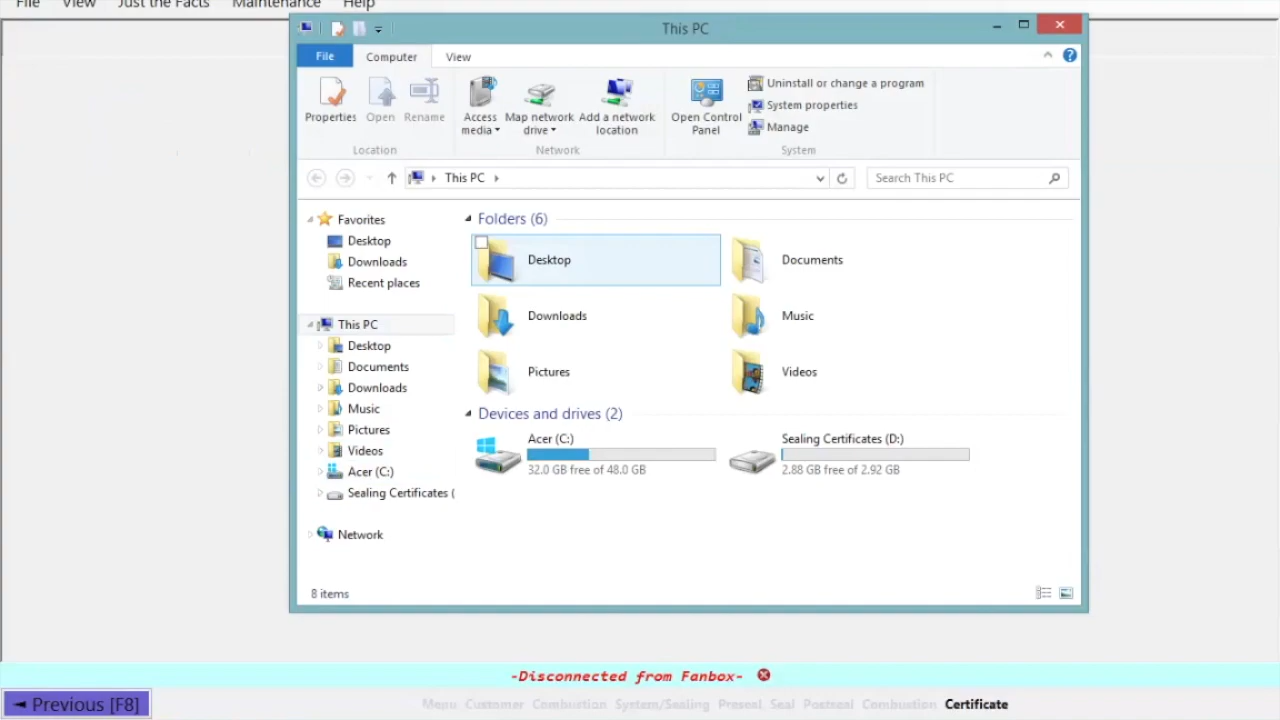 File View Just the Facts Maintenance Help
This PC
File Computer View
Properties Open Rename Access media Map network drive Add a network location Open Control Panel
Uninstall or change a program
System properties
Manage
Location Network System
This PC Search This PC
Favorites
Desktop
Downloads
Recent places
This PC
Desktop
Documents
Downloads
Music
Pictures
Videos
Acer (C:)
Sealing Certificates (
Network
Folders (6)
Desktop Documents
Downloads Music
Pictures Videos
Devices and drives (2)
Acer (C:) Sealing Certificates (D:)
32.0 GB free of 48.0 GB 2.88 GB free of 2.92 GB
8 items
-Disconnected from Fanbox-
◄ Previous [F8] Menu Customer Combustion System/Sealing Preseal Seal Postseal Combustion Certificate